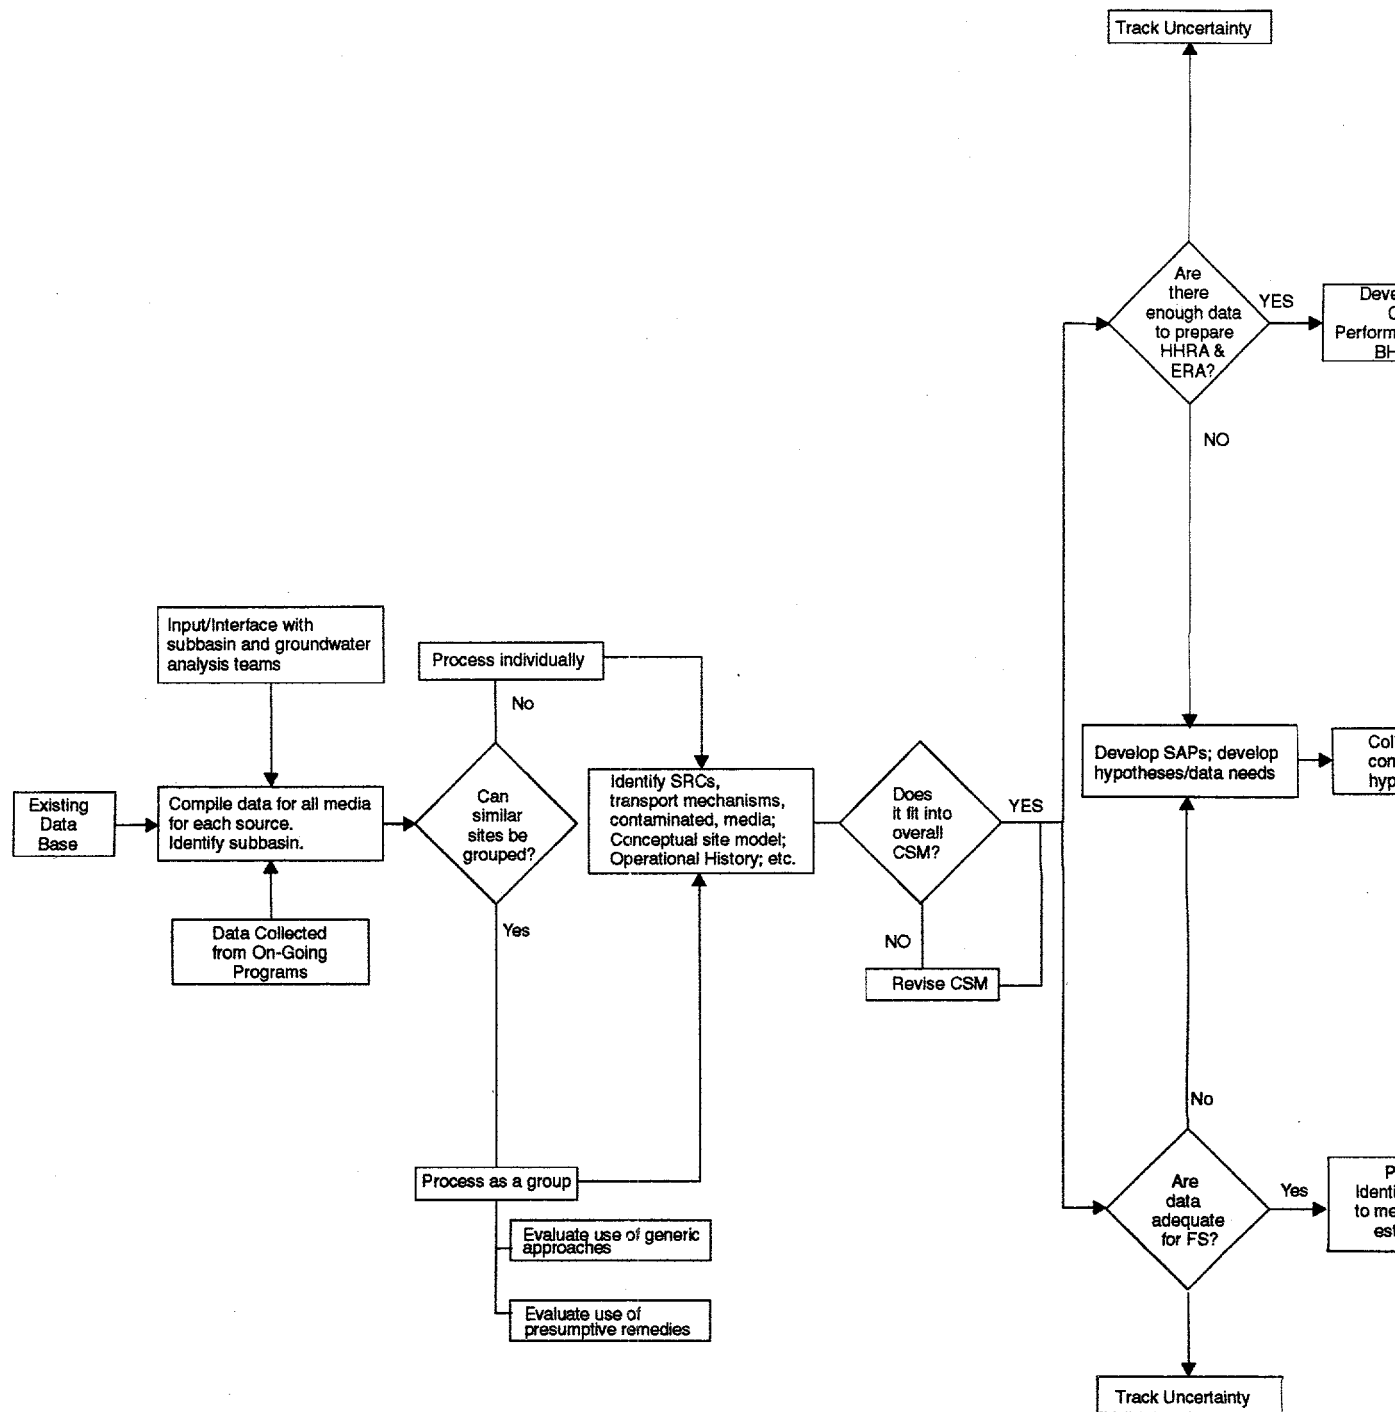 Track Uncertainty
Are
there
enough data
to prepare
HHRA &
ERA?
YES
NO
Input/Interface with
subbasin and groundwater
analysis teams
Process individually
No
Existing
Data
Base
Compile data for all media
for each source.
Identify subbasin.
Can
similar
sites be
grouped?
Identify SRCs,
transport mechanisms,
contaminated, media;
Conceptual site model;
Operational History; etc.
Does
it fit into
overall
CSM?
YES
Develop SAPs; develop
hypotheses/data needs
Data Collected
from On-Going
Programs
Yes
NO
Revise CSM
No
Process as a group
Are
data
adequate
for FS?
Yes
to me
Evaluate use of generic
approaches
Evaluate use of
presumptive remedies
Track Uncertainty